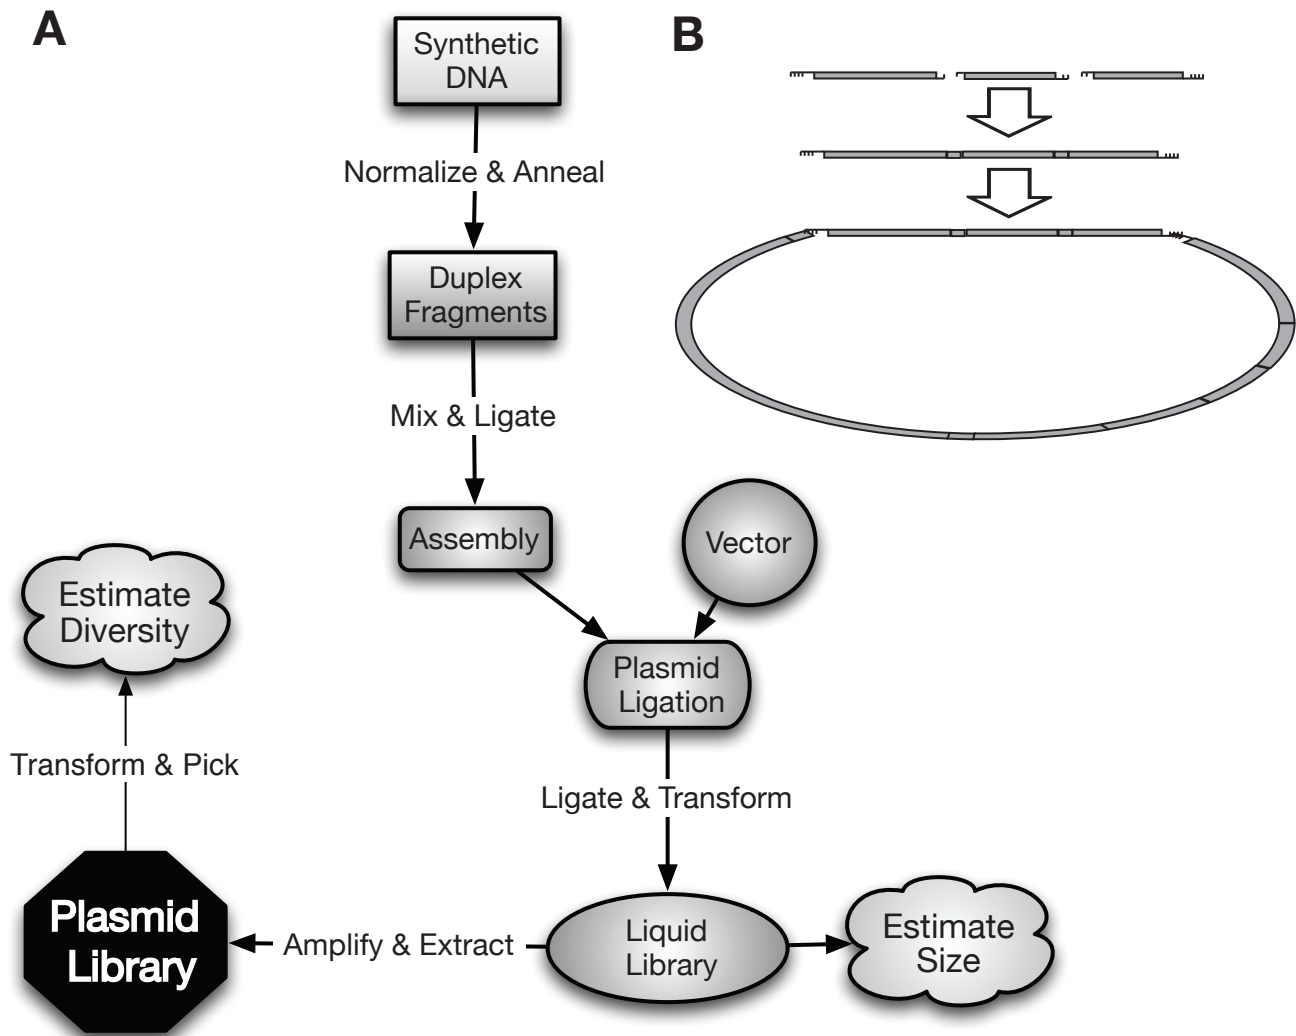 A
B
Synthetic
DNA
Normalize & Anneal
Duplex
Fragments
Mix & Ligate
Assembly
Vector
Plasmid
Ligation
Ligate & Transform
Liquid
Library
Estimate
Size
Amplify & Extract
Plasmid
Library
Transform & Pick
Estimate
Diversity